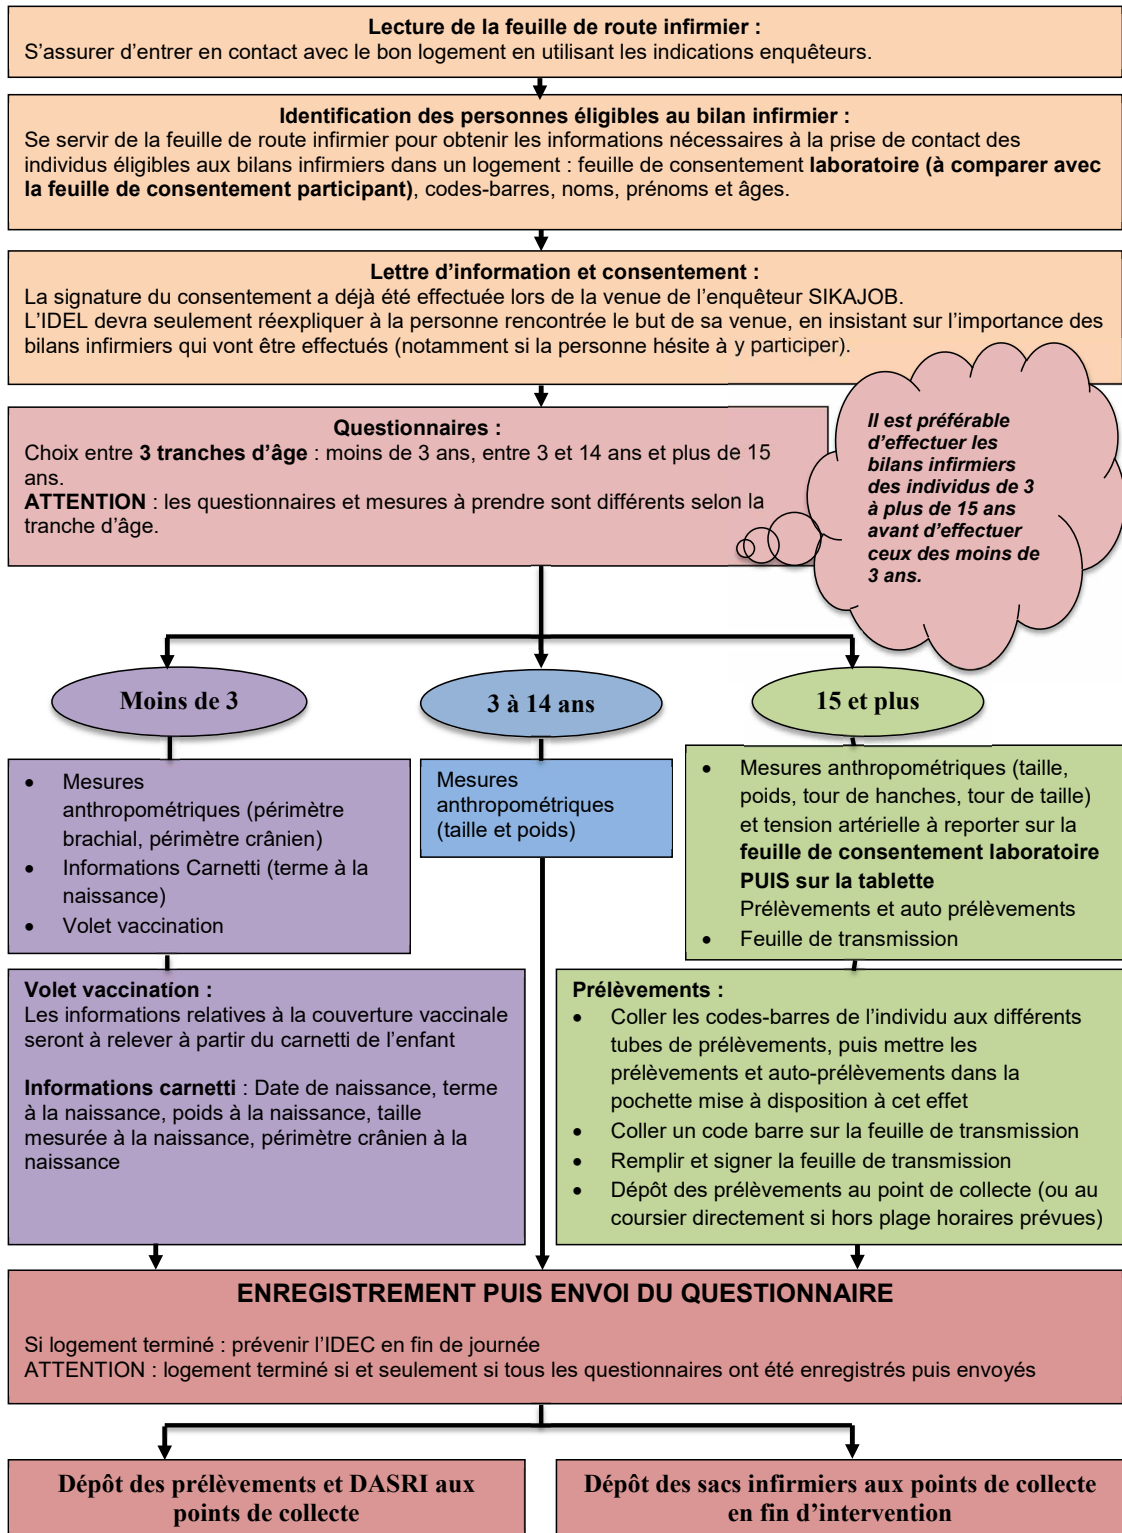 Lecture de la feuille de route infirmier :
S’assurer d’entrer en contact avec le bon logement en utilisant les indications enquêteurs.
Identification des personnes éligibles au bilan infirmier :
Se servir de la feuille de route infirmier pour obtenir les informations nécessaires à la prise de contact des
individus éligibles aux bilans infirmiers dans un logement : feuille de consentement laboratoire (à comparer avec
la feuille de consentement participant), codes-barres, noms, prénoms et âges.
Lettre d’information et consentement :
La signature du consentement a déjà été effectuée lors de la venue de l’enquêteur SIKAJOB.
L’IDEL devra seulement réexpliquer à la personne rencontrée le but de sa venue, en insistant sur l’importance des
bilans infirmiers qui vont être effectués (notamment si la personne hésite à y participer).
Questionnaires :
Choix entre 3 tranches d’âge : moins de 3 ans, entre 3 et 14 ans et plus de 15
ans.
ATTENTION : les questionnaires et mesures à prendre sont différents selon la
tranche d’âge.
Il est préférable
d’effectuer les
bilans infirmiers
des individus de 3
à plus de 15 ans
avant d’effectuer
ceux des moins de
3 ans.
Moins de 3
3 à 14 ans
15 et plus
• Mesures
anthropométriques (périmètre
brachial, périmètre crânien)
• Informations Carnetti (terme à la
naissance)
• Volet vaccination
Mesures
anthropométriques
(taille et poids)
• Mesures anthropométriques (taille,
poids, tour de hanches, tour de taille)
et tension artérielle à reporter sur la
feuille de consentement laboratoire
PUIS sur la tablette
Prélèvements et auto prélèvements
• Feuille de transmission
Volet vaccination :
Les informations relatives à la couverture vaccinale
seront à relever à partir du carnetti de l’enfant
Informations carnetti : Date de naissance, terme
à la naissance, poids à la naissance, taille
mesurée à la naissance, périmètre crânien à la
naissance
Prélèvements :
• Coller les codes-barres de l’individu aux différents
tubes de prélèvements, puis mettre les
prélèvements et auto-prélèvements dans la
pochette mise à disposition à cet effet
• Coller un code barre sur la feuille de transmission
• Remplir et signer la feuille de transmission
• Dépôt des prélèvements au point de collecte (ou au
coursier directement si hors plage horaires prévues)
ENREGISTREMENT PUIS ENVOI DU QUESTIONNAIRE
Si logement terminé : prévenir l’IDEC en fin de journée
ATTENTION : logement terminé si et seulement si tous les questionnaires ont été enregistrés puis envoyés
Dépôt des prélèvements et DASRI aux
points de collecte
Dépôt des sacs infirmiers aux points de collecte
en fin d’intervention